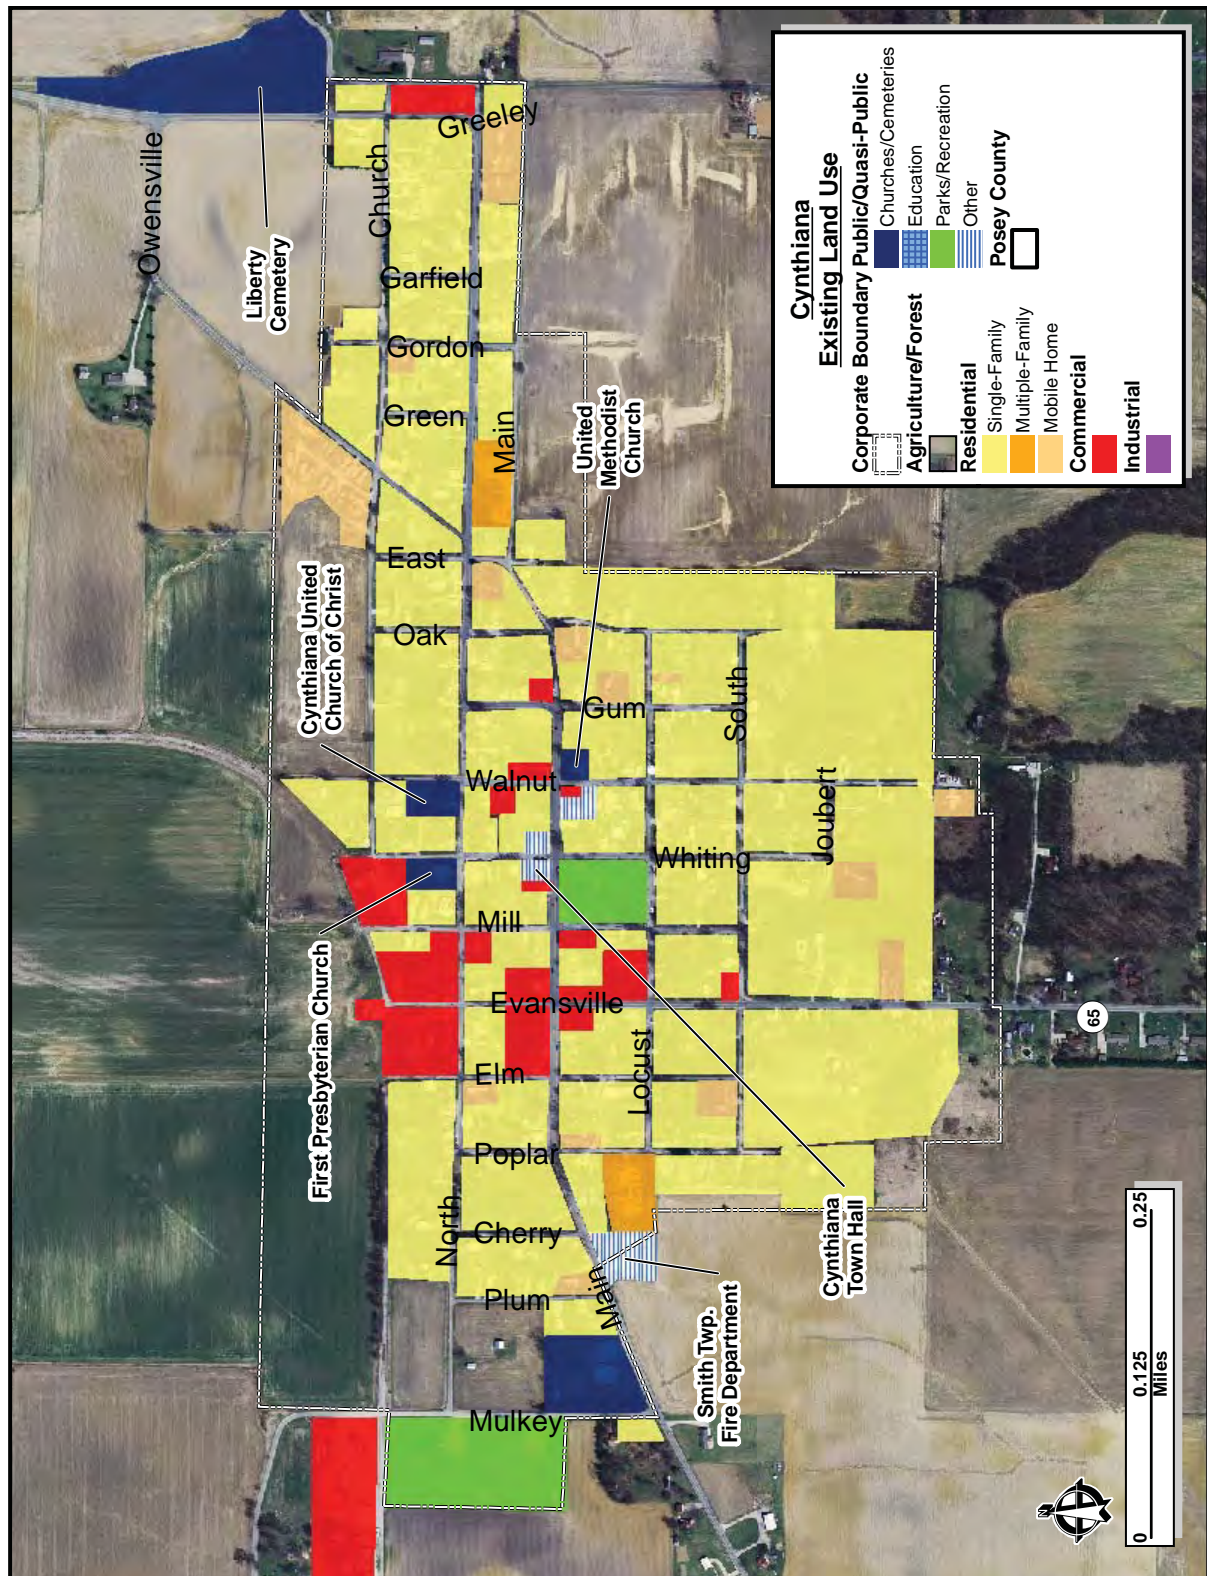 Cynthiana
Existing Land Use
Corporate Boundary
Agriculture/Forest
Residential
Single-Family
Multiple-Family
Mobile Home
Commercial
Industrial
Public/Quasi-Public
Churches/Cemeteries
Education
Parks/Recreation
Other
Posey County
Owensville
Liberty
Cemetery
Church
Greeley
Garfield
Gordon
Green
Main
United
Methodist
Church
East
Cynthiana United
Church of Christ
Oak
Gum
South
Walnut
Joubert
Whiting
First Presbyterian Church
Mill
Evansville
65
Elm
Locust
Poplar
North
Cherry
Cynthiana
Town Hall
Plum
Main
Smith Twp.
Fire Department
Mulkey
N
0
0.125
0.25
Miles